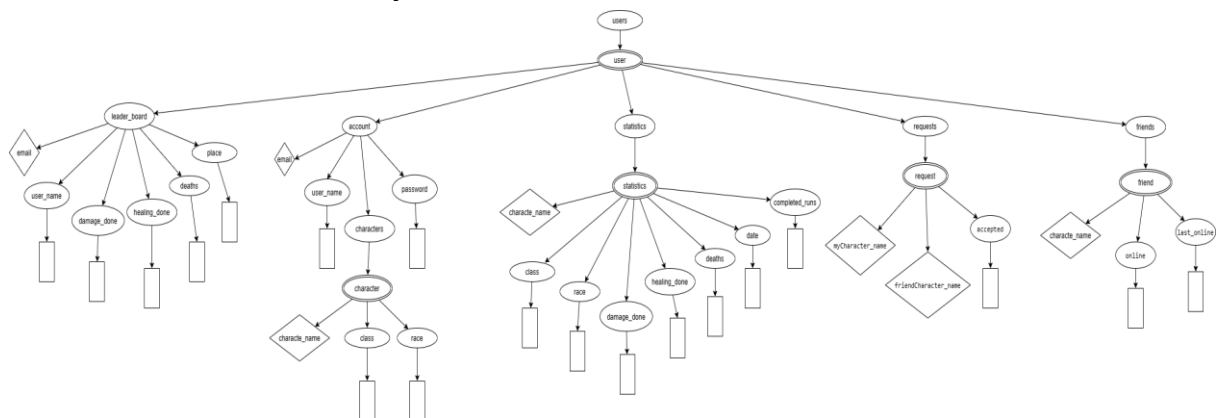 users
user
leader_board
account
statistics
requests
friends
email
user_name
damage_done
healing_done
deaths
place
email
user_name
characters
password
character
characte_name
class
race
statistics
characte_name
class
race
damage_done
healing_done
deaths
date
completed_runs
request
myCharacter_name
friendCharacter_name
accepted
friend
characte_name
online
last_online